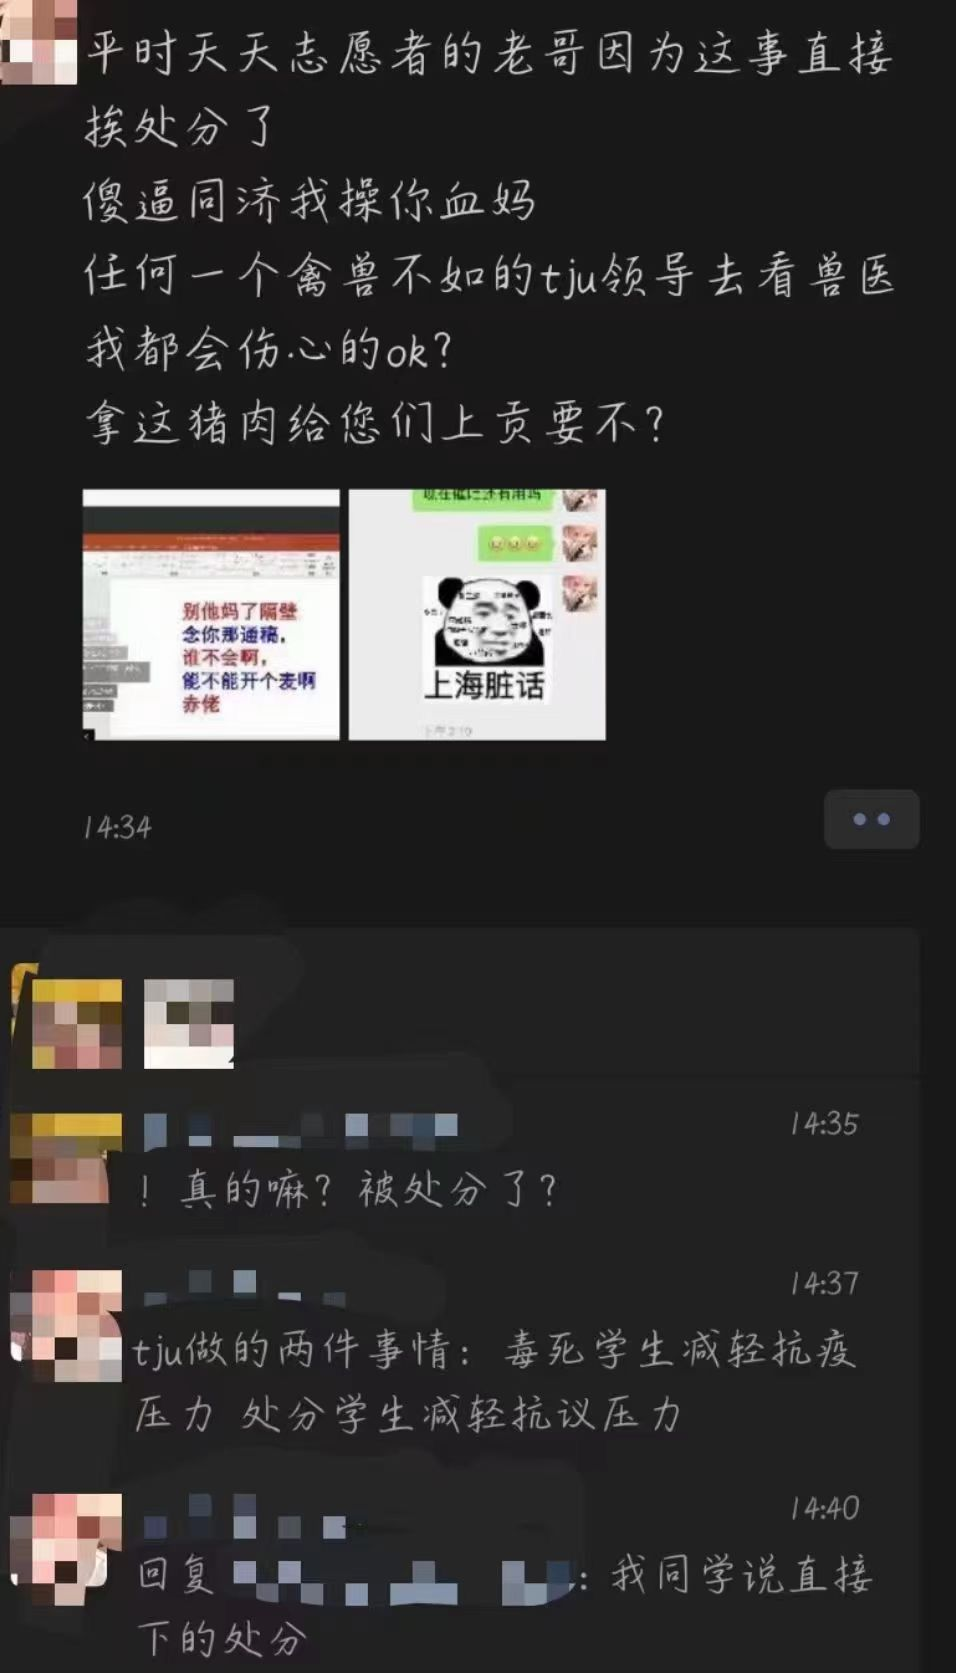 平时天天志愿者的老哥因为这事直接
挨处分了
傻逼同济我操你血妈
任何一个禽兽不如的tju领导去看兽医
我都会伤心的ok?
拿这猪肉给您们上贡要不?
别他妈了隔壁
念你那通稿，
谁不会啊，
能不能开个麦啊
赤佬
上海脏话
14:34
14:35
！真的嘛？被处分了？
14:37
tju做的两件事情：毒死学生减轻抗疫
压力 处分学生减轻抗议压力
14:40
回复
：我同学说直接
下的处分